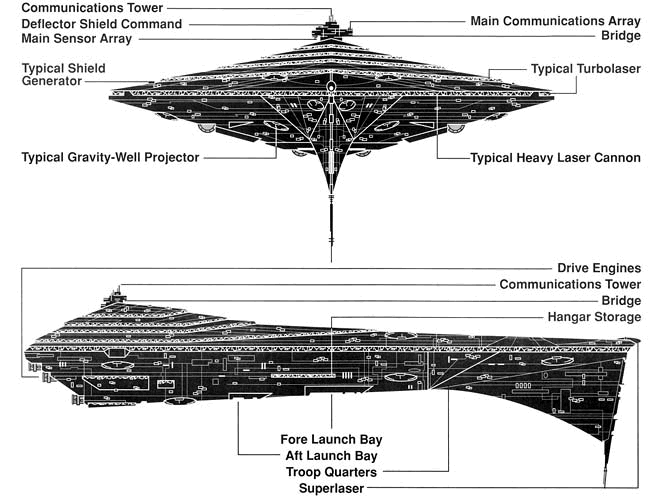 Communications Tower
Deflector Shield Command
Main Sensor Array
Main Communications Array
Bridge
Typical Shield
Generator
Typical Turbolaser
Typical Gravity-Well Projector
Typical Heavy Laser Cannon
Drive Engines
Communications Tower
Bridge
Hangar Storage
Fore Launch Bay
Aft Launch Bay
Troop Quarters
Superlaser